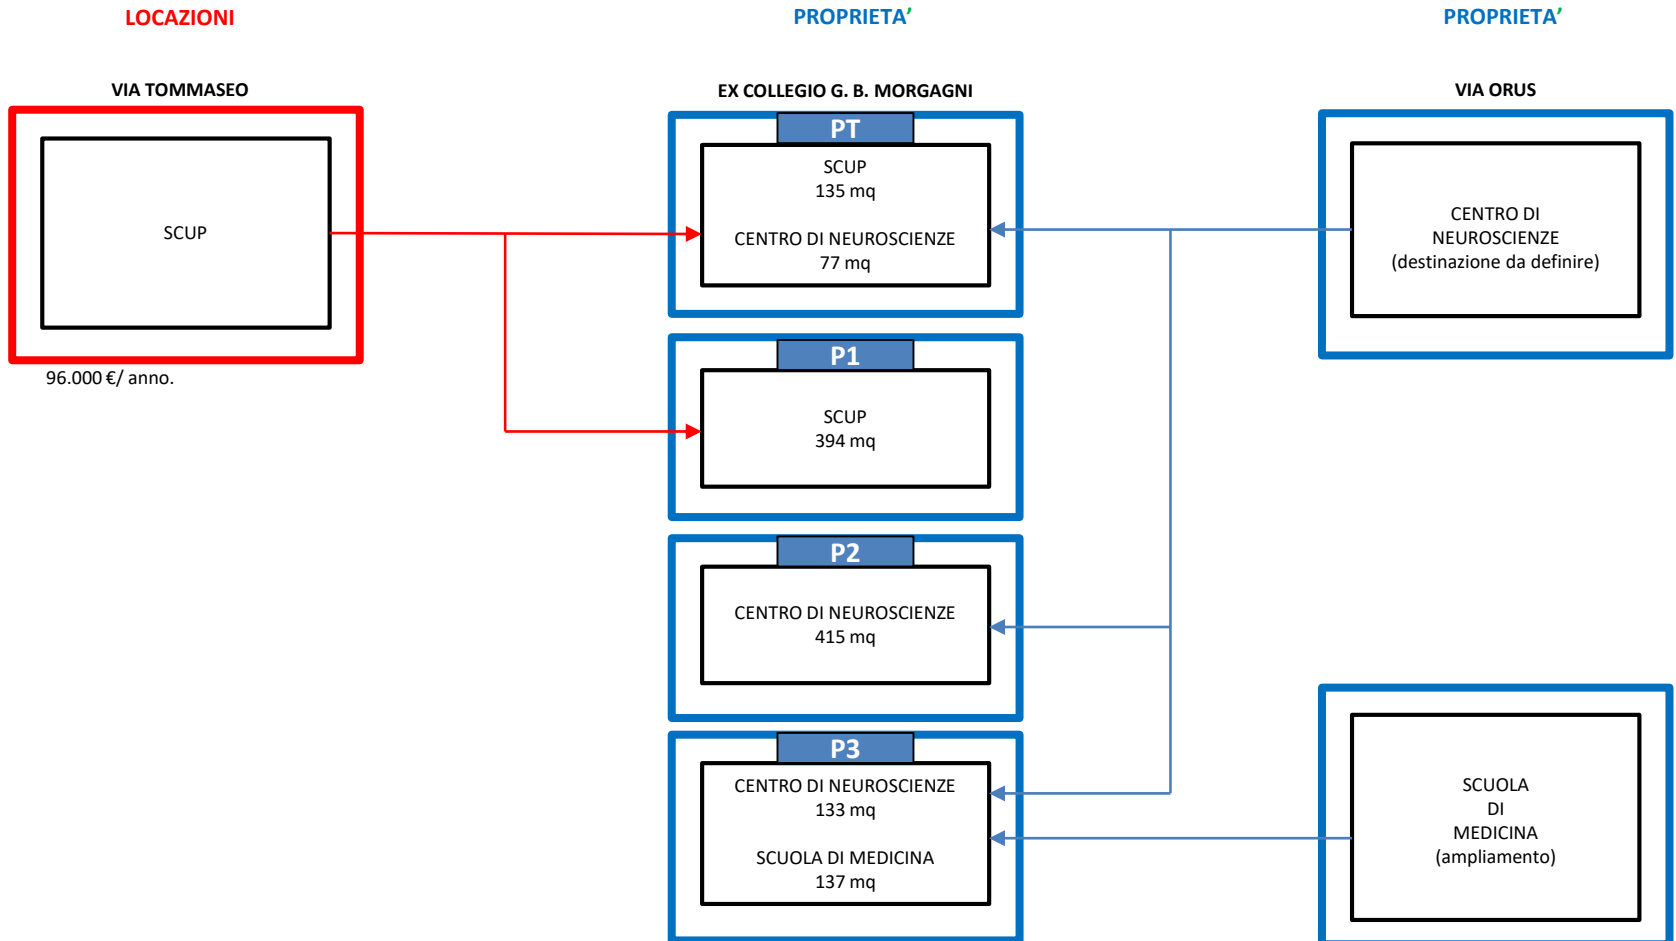 LOCAZIONI
PROPRIETA’
PROPRIETA’
VIA TOMMASEO
EX COLLEGIO G. B. MORGAGNI
VIA ORUS
SCUP
96.000 €/ anno.
PT
SCUP
135 mq
CENTRO DI NEUROSCIENZE
77 mq
P1
SCUP
394 mq
P2
CENTRO DI NEUROSCIENZE
415 mq
P3
CENTRO DI NEUROSCIENZE
133 mq
SCUOLA DI MEDICINA
137 mq
CENTRO DI
NEUROSCIENZE
(destinazione da definire)
SCUOLA
DI
MEDICINA
(ampliamento)